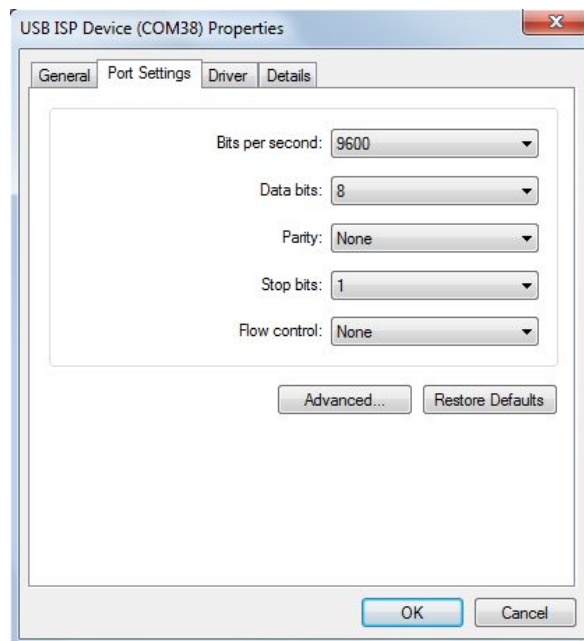 USB ISP Device (COM38) Properties
General Port Settings Driver Details
Bits per second: 9600
Data bits: 8
Parity: None
Stop bits: 1
Flow control: None
Advanced... Restore Defaults
OK Cancel